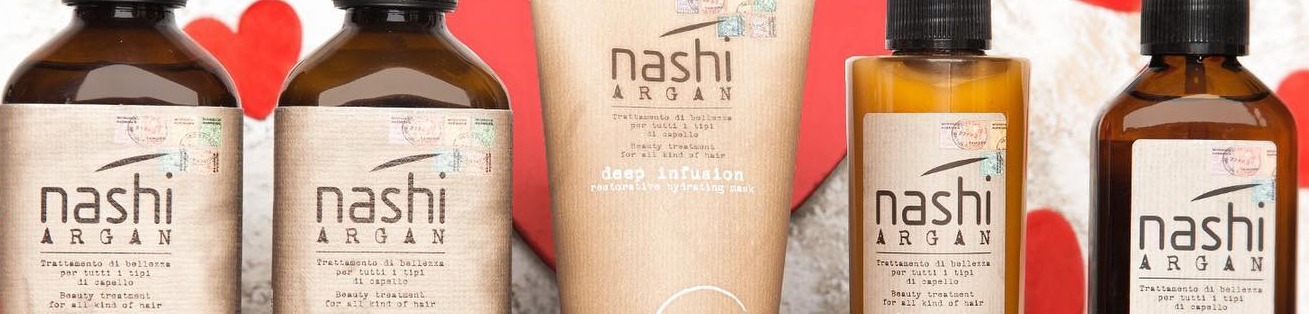 nashi
ARGAN
Trattamento di bellezza
per tutti i tipi
di capello
Beauty treatment
for all kind of hair
nashi
ARGAN
Trattamento di bellezza
per tutti i tipi
di capello
Beauty treatment
for all kind of hair
nashi
ARGAN
Trattamento di bellezza
per tutti i tipi
di capello
Beauty treatment
for all kind of hair
deep infusion
restorative hydrating mask
nashi
ARGAN
Trattamento di bellezza
per tutti i tipi
di capello
Beauty treatment
for all kind of hair
nashi
ARGAN
Trattamento di bellezza
per tutti i tipi
di capello